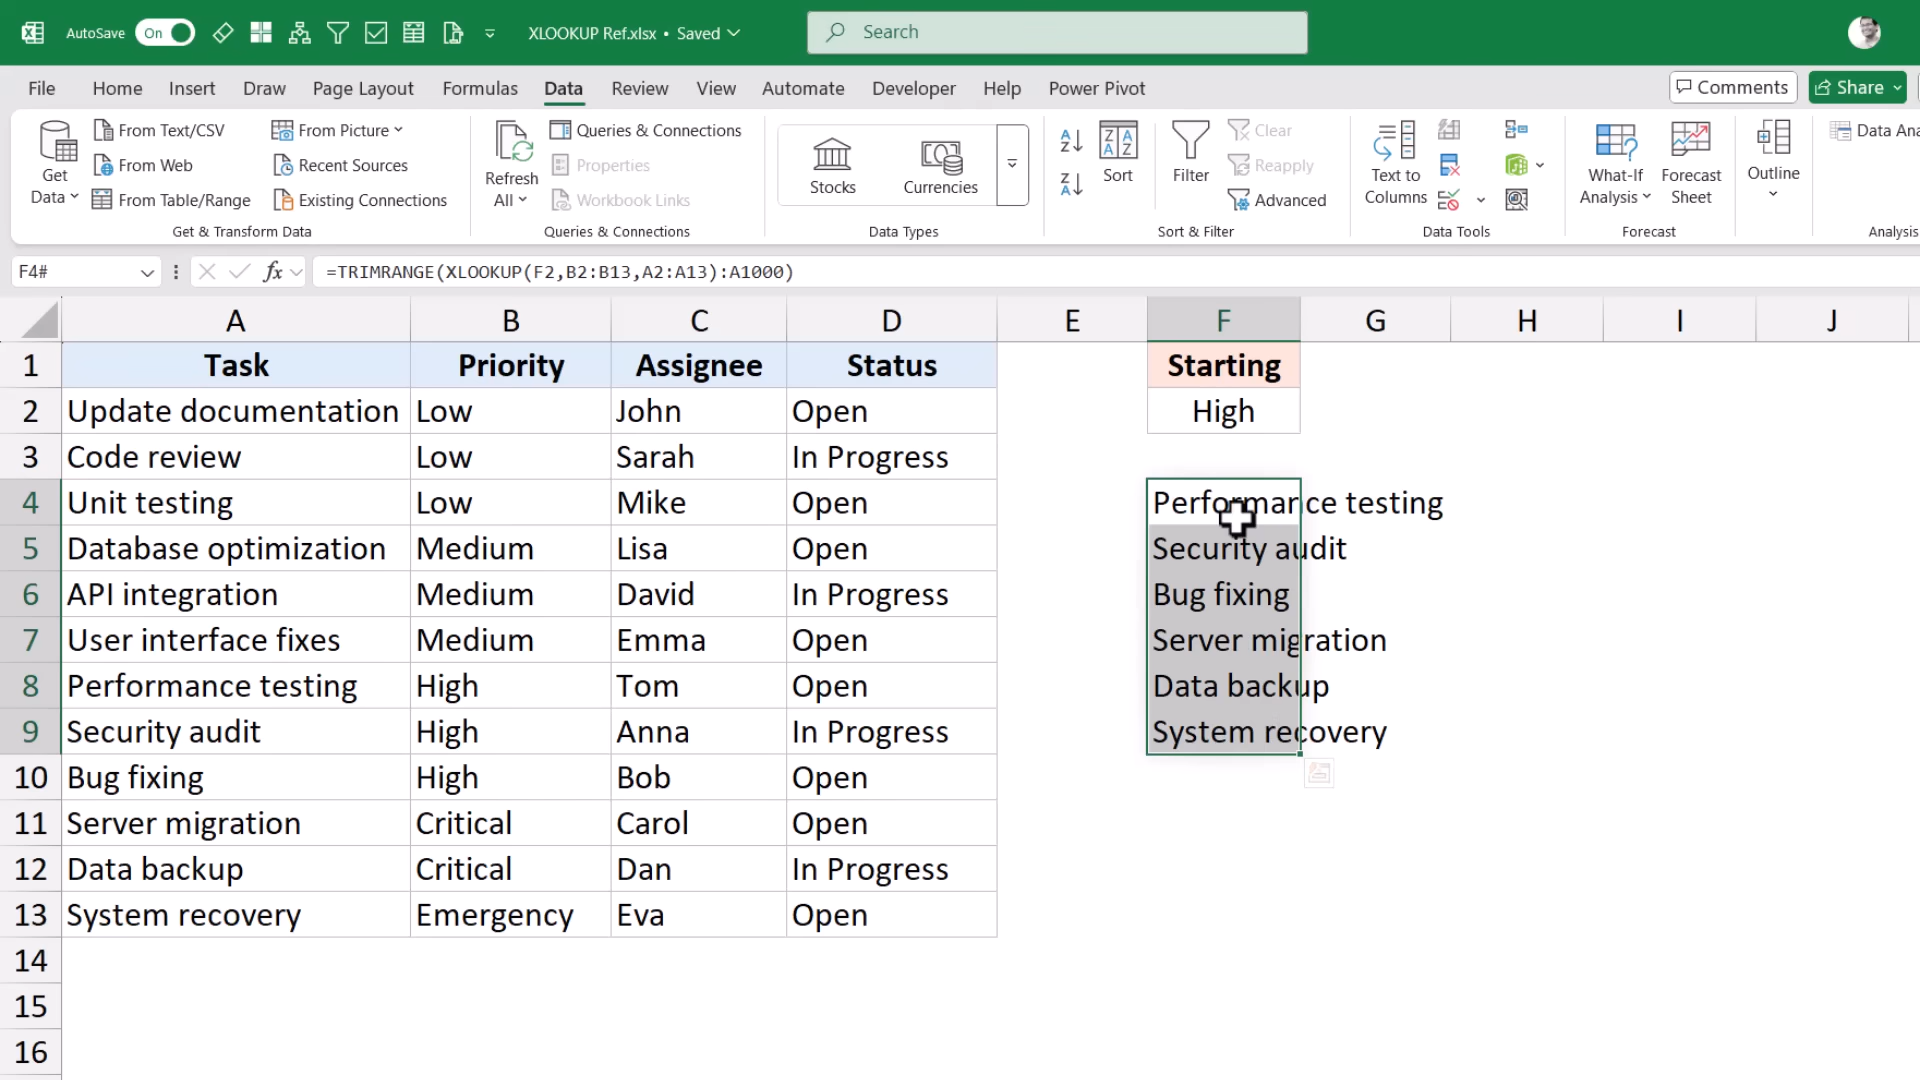 AutoSave On XLOOKUP Ref.xlsx • Saved Search
File Home Insert Draw Page Layout Formulas Data Review View Automate Developer Help Power Pivot Comments Share
Get Data
From Text/CSV
From Web
From Table/Range
From Picture
Recent Sources
Existing Connections
Get & Transform Data
Refresh All
Queries & Connections
Properties
Workbook Links
Queries & Connections
Stocks
Currencies
Data Types
Sort
Filter
Clear
Reapply
Advanced
Sort & Filter
Text to Columns
Data Tools
What-If Analysis
Forecast Sheet
Forecast
Outline
Data Ana
Analysis
F4# fx =TRIMRANGE(XLOOKUP(F2,B2:B13,A2:A13):A1000)
A B C D E F G H I J
1 Task Priority Assignee Status Starting
2 Update documentation Low John Open High
3 Code review Low Sarah In Progress
4 Unit testing Low Mike Open Performance testing
5 Database optimization Medium Lisa Open Security audit
6 API integration Medium David In Progress Bug fixing
7 User interface fixes Medium Emma Open Server migration
8 Performance testing High Tom Open Data backup
9 Security audit High Anna In Progress System recovery
10 Bug fixing High Bob Open
11 Server migration Critical Carol Open
12 Data backup Critical Dan In Progress
13 System recovery Emergency Eva Open
14
15
16